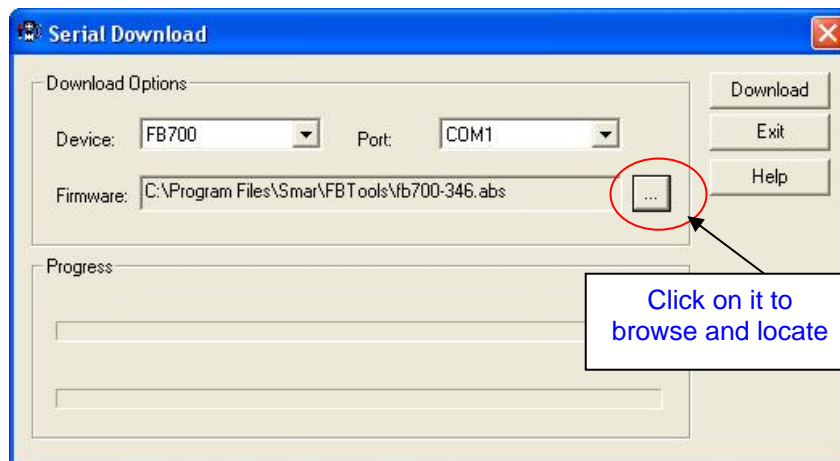 Serial Download
Download Options
Device: FB700 Port: COM1
Firmware: C:\Program Files\Smar\FBTools\fb700-346.abs ...
Download
Exit
Help
Progress
Click on it to
browse and locate